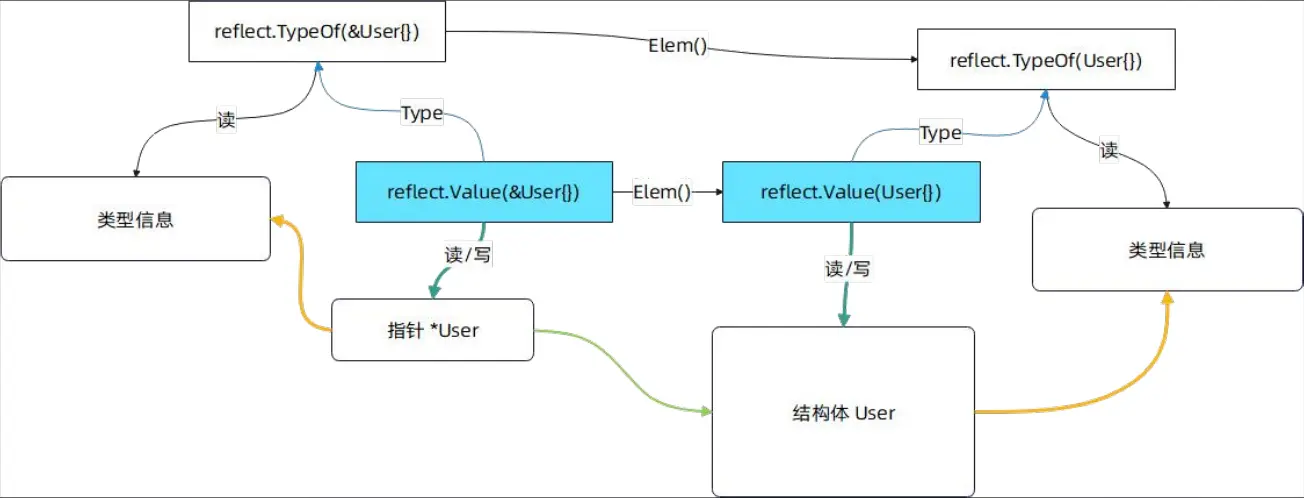 reflect.TypeOf(&User{})
Elem()
reflect.TypeOf(User{})
读
Type
Type
读
类型信息
reflect.Value(&User{})
Elem()
reflect.Value(User{})
类型信息
读/写
读/写
指针 *User
结构体 User